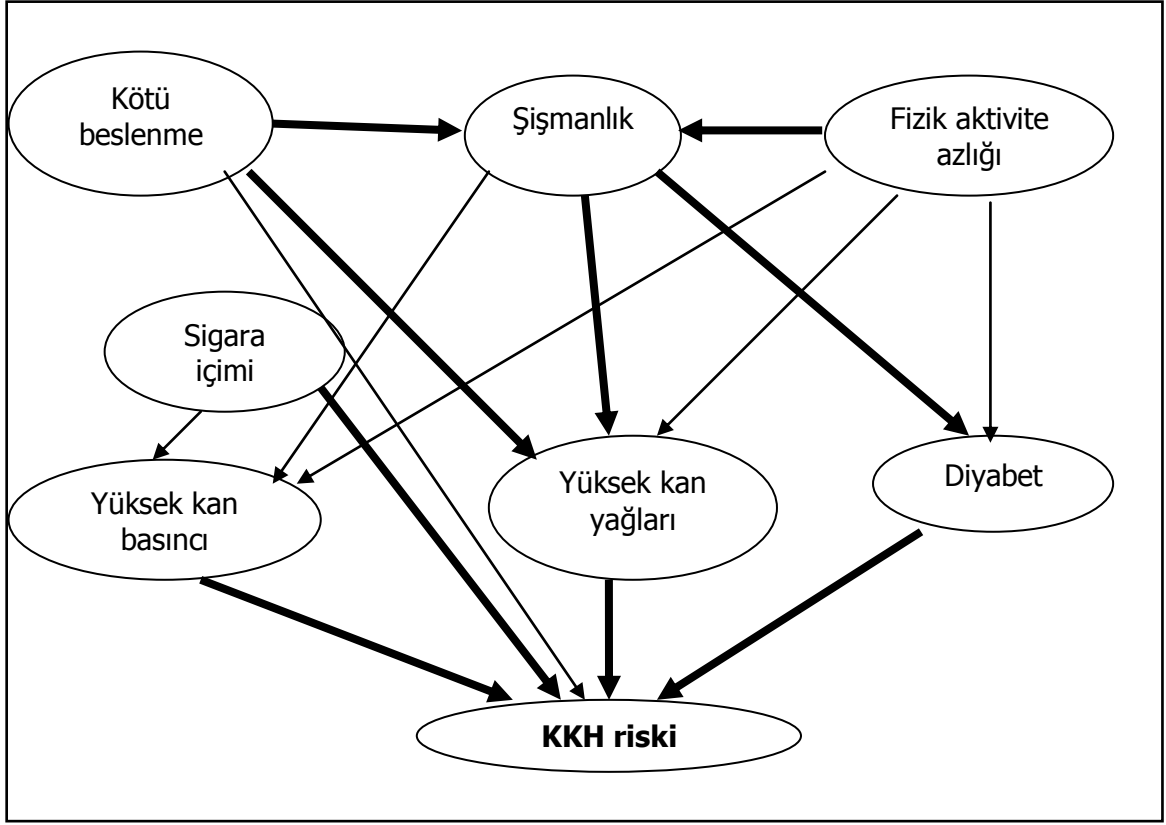 Kötü
beslenme
Şişmanlık
Fizik aktivite
azlığı
Sigara
içimi
Yüksek kan
basıncı
Yüksek kan
yağları
Diyabet
KKH riski